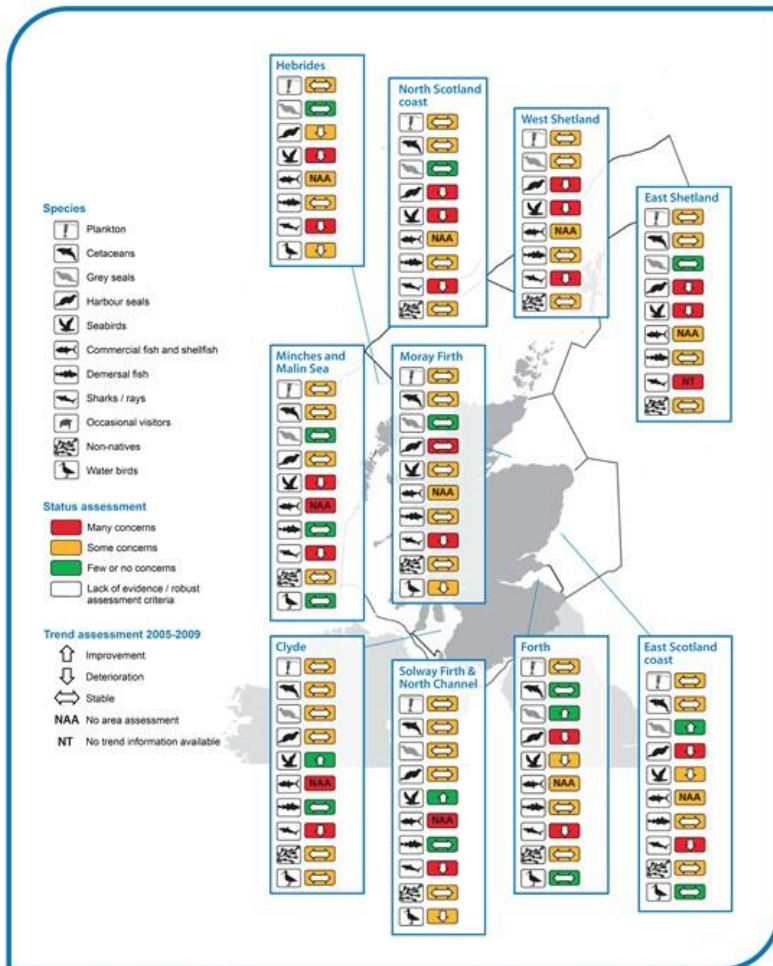 Hebrides
NAA
North Scotland
coast
NAA
West Shetland
NAA
East Shetland
NAA
NT
Species
Plankton
Cetaceans
Grey seals
Harbour seals
Seabirds
Commercial fish and shellfish
Demersal fish
Sharks / rays
Occasional visitors
Non-natives
Water birds
Status assessment
Many concerns
Some concerns
Few or no concerns
Lack of evidence / robust
assessment criteria
Trend assessment 2005-2009
Improvement
Deterioration
Stable
NAA No area assessment
NT No trend information available
Minches and
Malin Sea
NAA
Moray Firth
NAA
Clyde
NAA
Solway Firth &
North Channel
NAA
Forth
NAA
East Scotland
coast
NAA